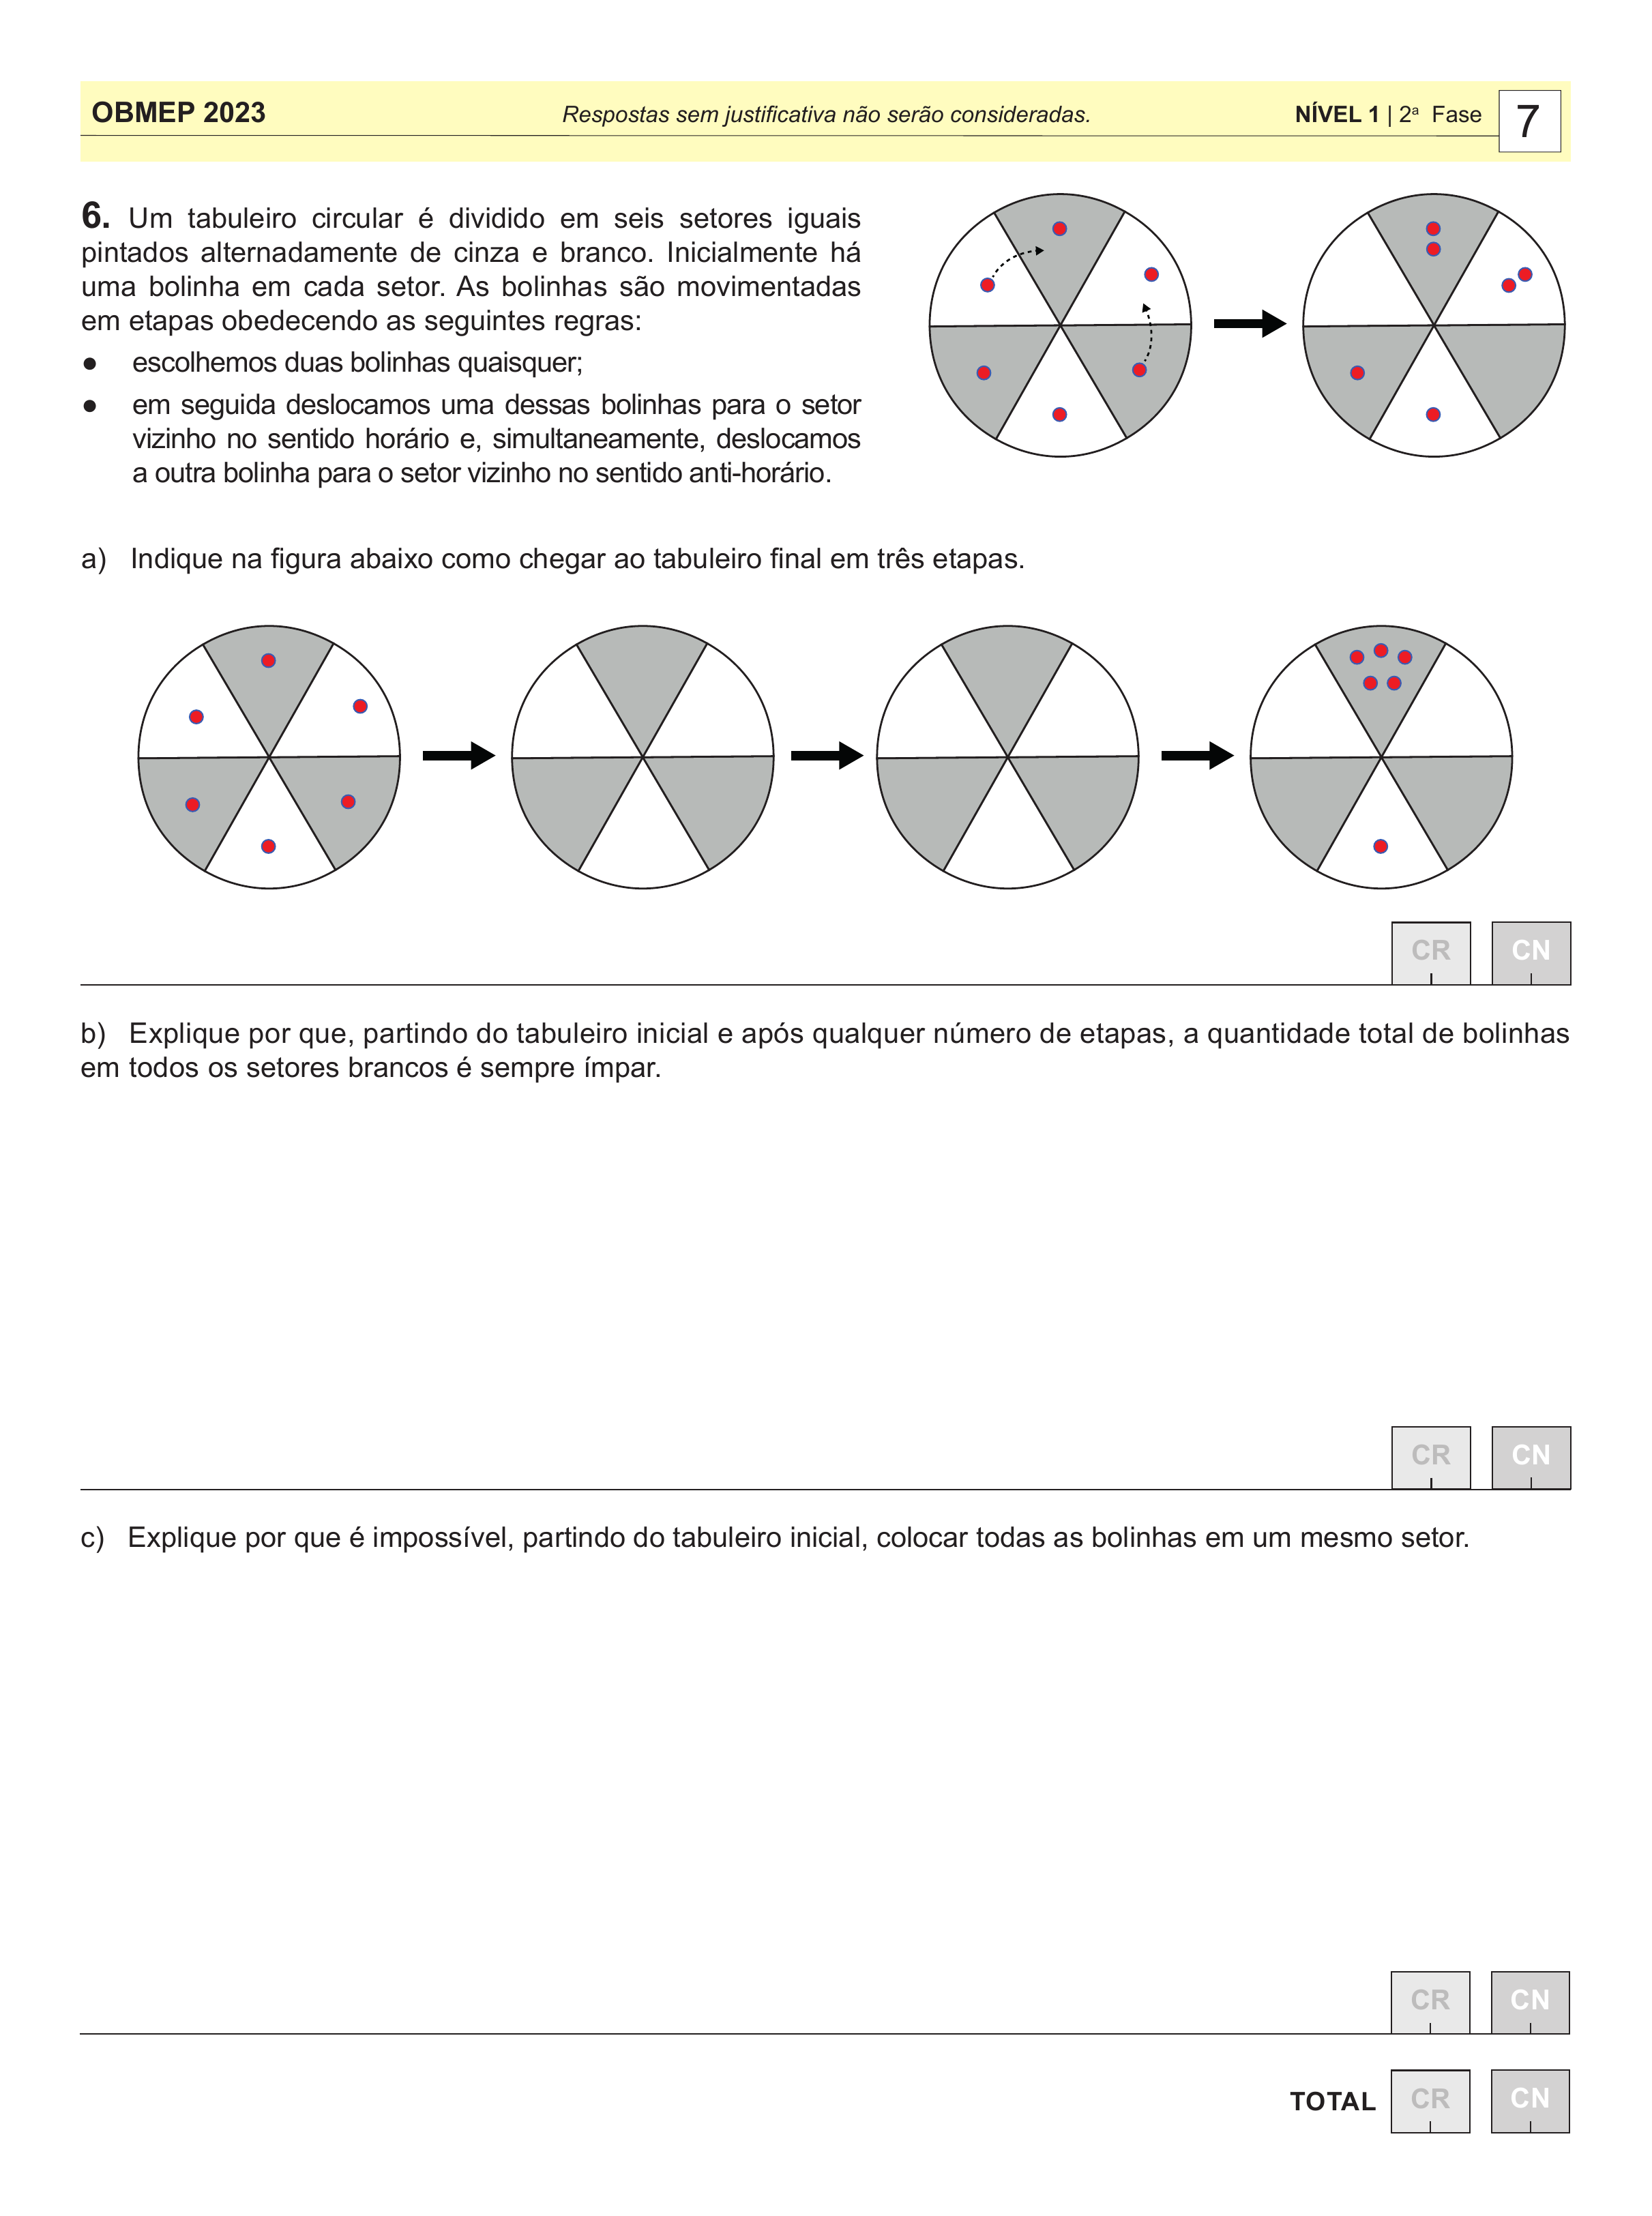 OBMEP 2023 Respostas sem justificativa não serão consideradas. NÍVEL 1 | 2ª Fase 7
6. Um tabuleiro circular é dividido em seis setores iguais
pintados alternadamente de cinza e branco. Inicialmente há
uma bolinha em cada setor. As bolinhas são movimentadas
em etapas obedecendo as seguintes regras:
● escolhemos duas bolinhas quaisquer;
● em seguida deslocamos uma dessas bolinhas para o setor
vizinho no sentido horário e, simultaneamente, deslocamos
a outra bolinha para o setor vizinho no sentido anti-horário.
a) Indique na figura abaixo como chegar ao tabuleiro final em três etapas.
CR CN
b) Explique por que, partindo do tabuleiro inicial e após qualquer número de etapas, a quantidade total de bolinhas
em todos os setores brancos é sempre ímpar.
CR CN
c) Explique por que é impossível, partindo do tabuleiro inicial, colocar todas as bolinhas em um mesmo setor.
CR CN
TOTAL CR CN